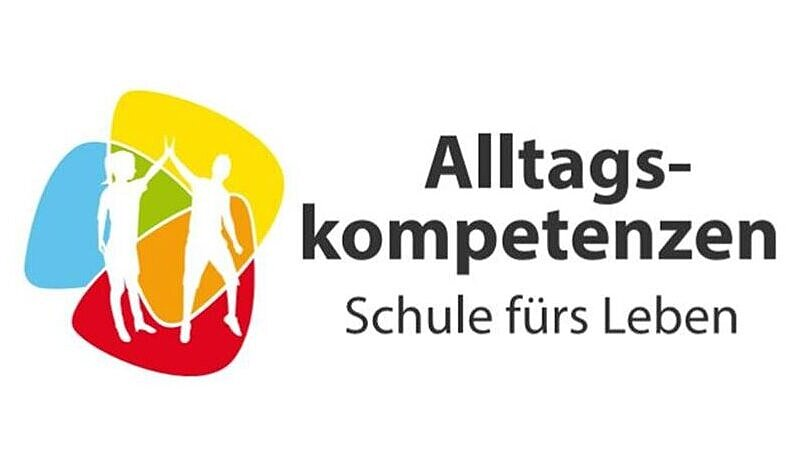 Alltags-
kompetenzen
Schule fürs Leben